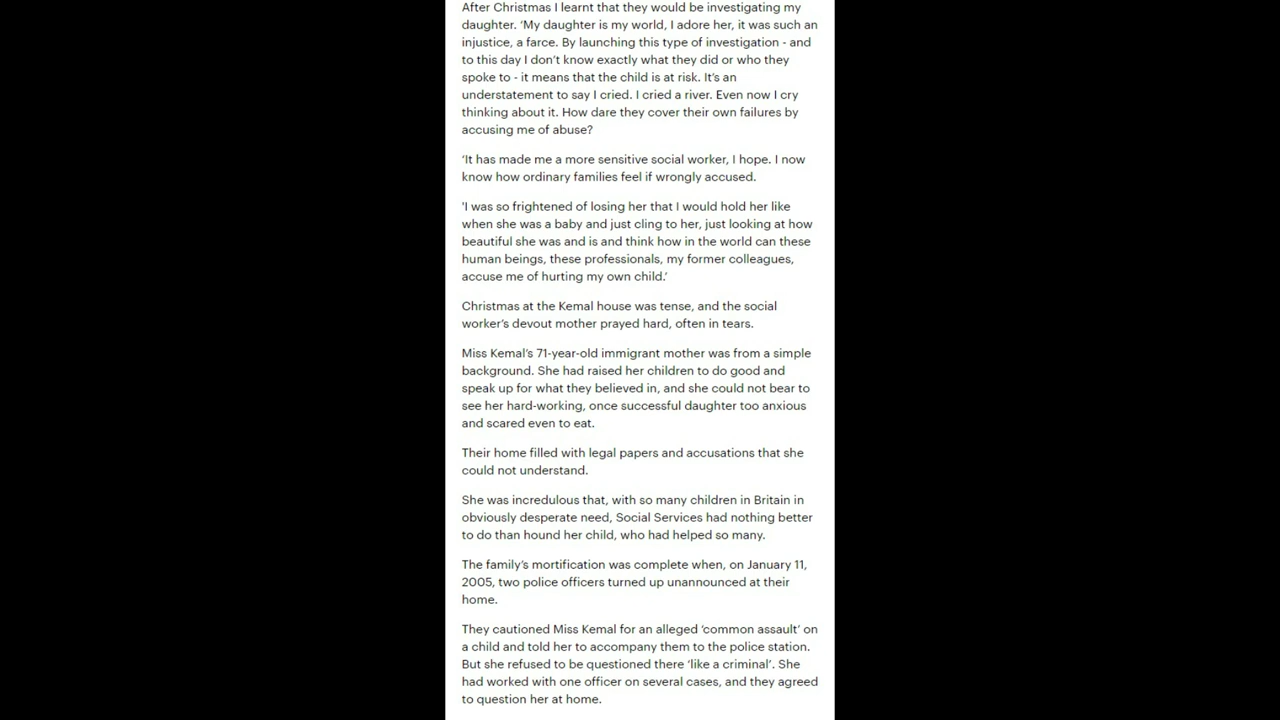 After Christmas I learnt that they would be investigating my
daughter. ‘My daughter is my world, I adore her, it was such an
injustice, a farce. By launching this type of investigation - and
to this day I don’t know exactly what they did or who they
spoke to - it means that the child is at risk. It’s an
understatement to say I cried. I cried a river. Even now I cry
thinking about it. How dare they cover their own failures by
accusing me of abuse?
‘It has made me a more sensitive social worker, I hope. I now
know how ordinary families feel if wrongly accused.
'I was so frightened of losing her that I would hold her like
when she was a baby and just cling to her, just looking at how
beautiful she was and is and think how in the world can these
human beings, these professionals, my former colleagues,
accuse me of hurting my own child.’
Christmas at the Kemal house was tense, and the social
worker’s devout mother prayed hard, often in tears.
Miss Kemal’s 71-year-old immigrant mother was from a simple
background. She had raised her children to do good and
speak up for what they believed in, and she could not bear to
see her hard-working, once successful daughter too anxious
and scared even to eat.
Their home filled with legal papers and accusations that she
could not understand.
She was incredulous that, with so many children in Britain in
obviously desperate need, Social Services had nothing better
to do than hound her child, who had helped so many.
The family’s mortification was complete when, on January 11,
2005, two police officers turned up unannounced at their
home.
They cautioned Miss Kemal for an alleged ‘common assault’ on
a child and told her to accompany them to the police station.
But she refused to be questioned there ‘like a criminal’. She
had worked with one officer on several cases, and they agreed
to question her at home.